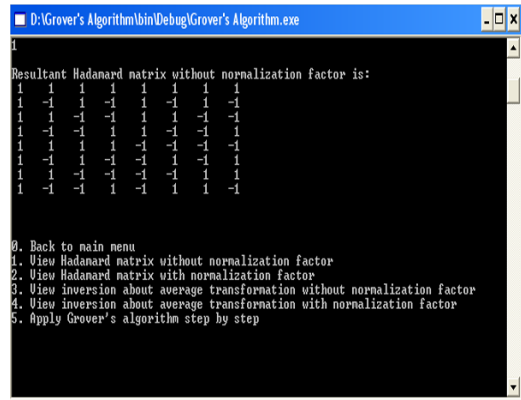 D:\Grover's Algorithm\bin\Debug\Grover's Algorithm.exe
1
Resultant Hadamard matrix without normalization factor is:
1 1 1 1 1 1 1 1
1 -1 1 -1 1 -1 1 -1
1 1 -1 -1 1 1 -1 -1
1 -1 -1 1 1 -1 -1 1
1 1 1 1 -1 -1 -1 -1
1 -1 1 -1 -1 1 -1 1
1 1 -1 -1 -1 -1 1 1
1 -1 -1 1 -1 1 1 -1
0. Back to main menu
1. View Hadamard matrix without normalization factor
2. View Hadamard matrix with normalization factor
3. View inversion about average transformation without normalization factor
4. View inversion about average transformation with normalization factor
5. Apply Grover's algorithm step by step